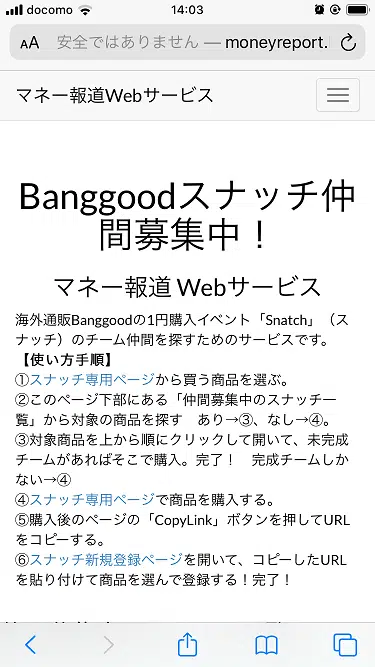 docomo 14:03
AA 安全ではありません — moneyreport.
マネー報道Webサービス
Banggoodスナッチ仲
間募集中！
マネー報道 Webサービス
海外通販Banggoodの1円購入イベント「Snatch」（ス
ナッチ）のチーム仲間を探すためのサービスです。
【使い方手順】
①スナッチ専用ページから買う商品を選ぶ。
②このページ下部にある「仲間募集中のスナッチ一
覧」から対象の商品を探す　あり→③、なし→④。
③対象商品を上から順にクリックして開いて、未完成
チームがあればそこで購入。完了！　完成チームしか
ない→④
④スナッチ専用ページで商品を購入する。
⑤購入後のページの「CopyLink」ボタンを押してURL
をコピーする。
⑥スナッチ新規登録ページを開いて、コピーしたURL
を貼り付けて商品を選んで登録する！完了！